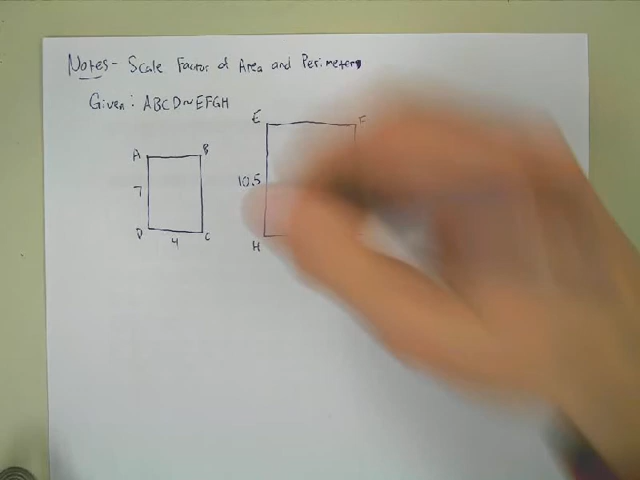 Notes- Scale Factor of Area and Perimeter
Given: ABCD~EFGH
E F
A B
7 10.5
D C H
4